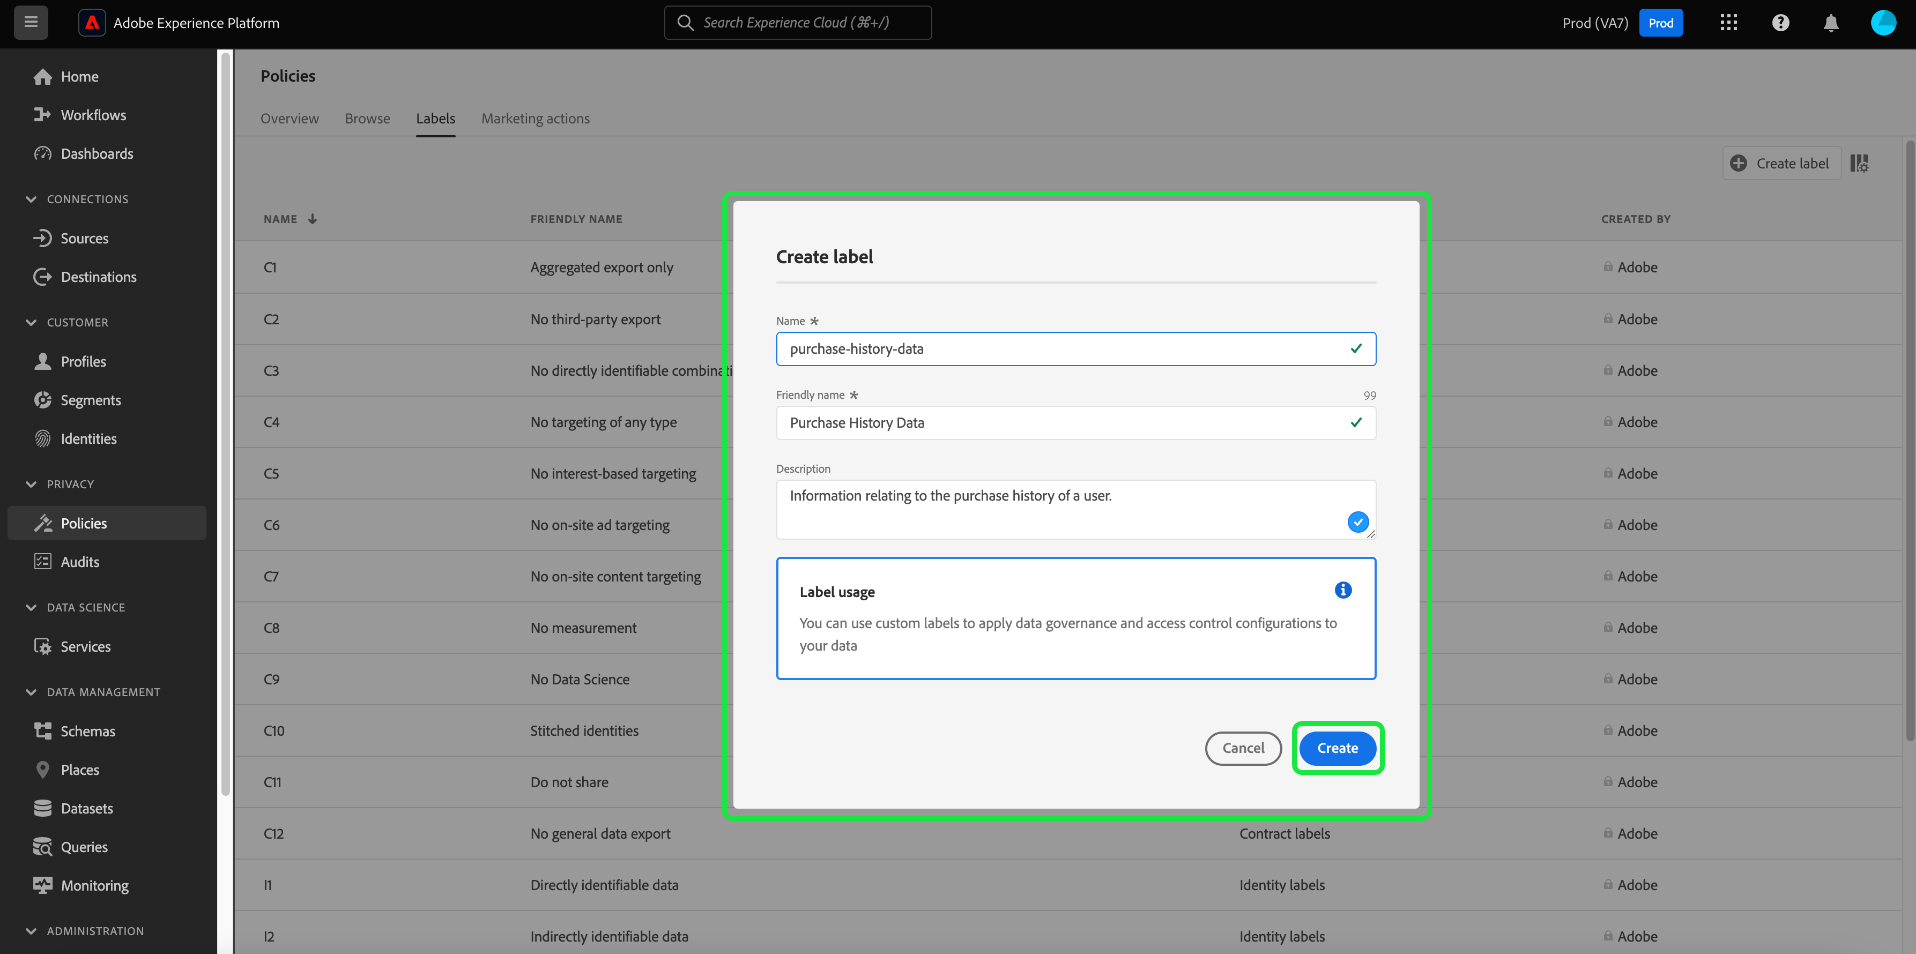 Adobe Experience Platform
Search Experience Cloud (⌘+/)
Prod (VA7)
Prod
Home
Workflows
Dashboards
CONNECTIONS
Sources
Destinations
CUSTOMER
Profiles
Segments
Identities
PRIVACY
Policies
Audits
DATA SCIENCE
Services
DATA MANAGEMENT
Schemas
Places
Datasets
Queries
Monitoring
ADMINISTRATION
Policies
Overview Browse Labels Marketing actions
Create label
NAME FRIENDLY NAME CREATED BY
C1 Aggregated export only Adobe
C2 No third-party export Adobe
C3 No directly identifiable combinati Adobe
C4 No targeting of any type Adobe
C5 No interest-based targeting Adobe
C6 No on-site ad targeting Adobe
C7 No on-site content targeting Adobe
C8 No measurement Adobe
C9 No Data Science Adobe
C10 Stitched identities Adobe
C11 Do not share Adobe
C12 No general data export Contract labels Adobe
I1 Directly identifiable data Identity labels Adobe
I2 Indirectly identifiable data Identity labels Adobe
Create label
Name *
purchase-history-data
Friendly name * 99
Purchase History Data
Description
Information relating to the purchase history of a user.
Label usage
You can use custom labels to apply data governance and access control configurations to
your data
Cancel Create